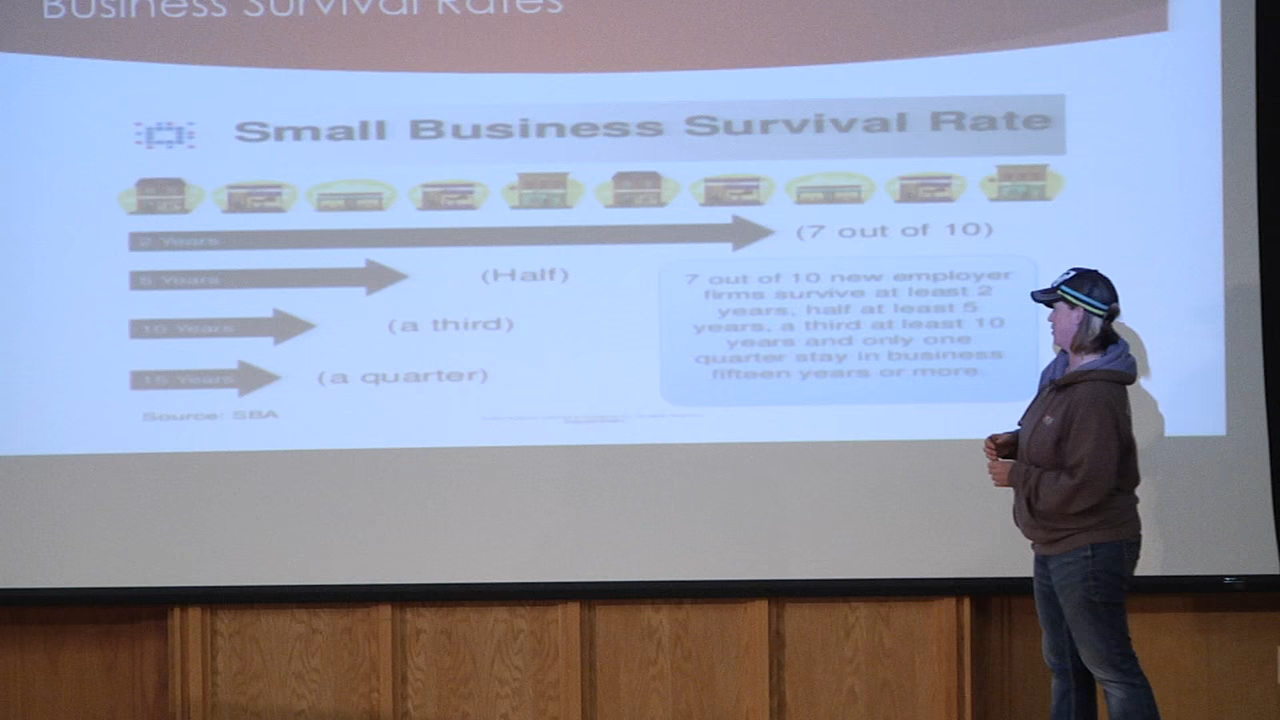 Business Survival Rates
Small Business Survival Rate
2 Years
(7 out of 10)
5 Years
(Half)
10 Years
(a third)
15 Years
(a quarter)
7 out of 10 new employer
firms survive at least 2
years, half at least 5
years, a third at least 10
years and only one
quarter stay in business
fifteen years or more.
Source: SBA